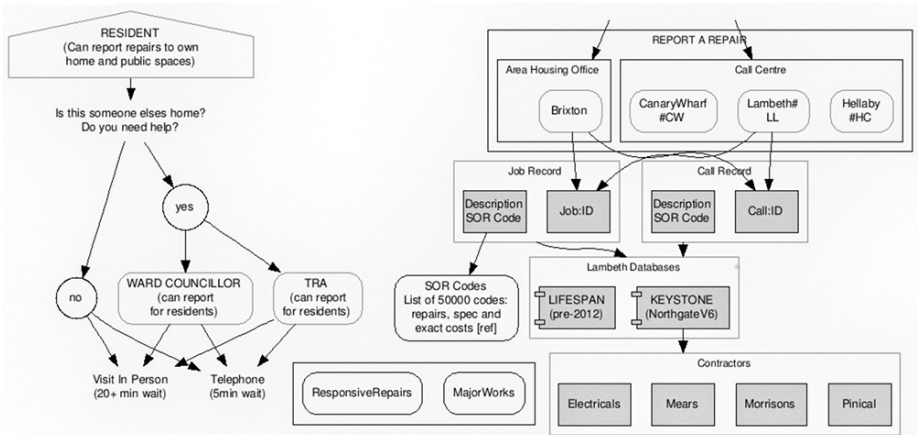 RESIDENT
(Can report repairs to own
home and public spaces)
Is this someone elses home?
Do you need help?
yes
no
WARD COUNCILLOR
(can report
for residents)
TRA
(can report
for residents)
Visit In Person
(20+ min wait)
Telephone
(5min wait)
REPORT A REPAIR
Area Housing Office
Brixton
Call Centre
CanaryWharf
#CW
Lambeth#
LL
Hellaby
#HC
Job Record
Description
SOR Code
Job:ID
Call Record
Description
SOR Code
Call:ID
SOR Codes
List of 50000 codes:
repairs, spec and
exact costs [ref]
Lambeth Databases
LIFESPAN
(pre-2012)
KEYSTONE
(NorthgateV6)
ResponsiveRepairs
MajorWorks
Contractors
Electricals
Mears
Morrisons
Pinical